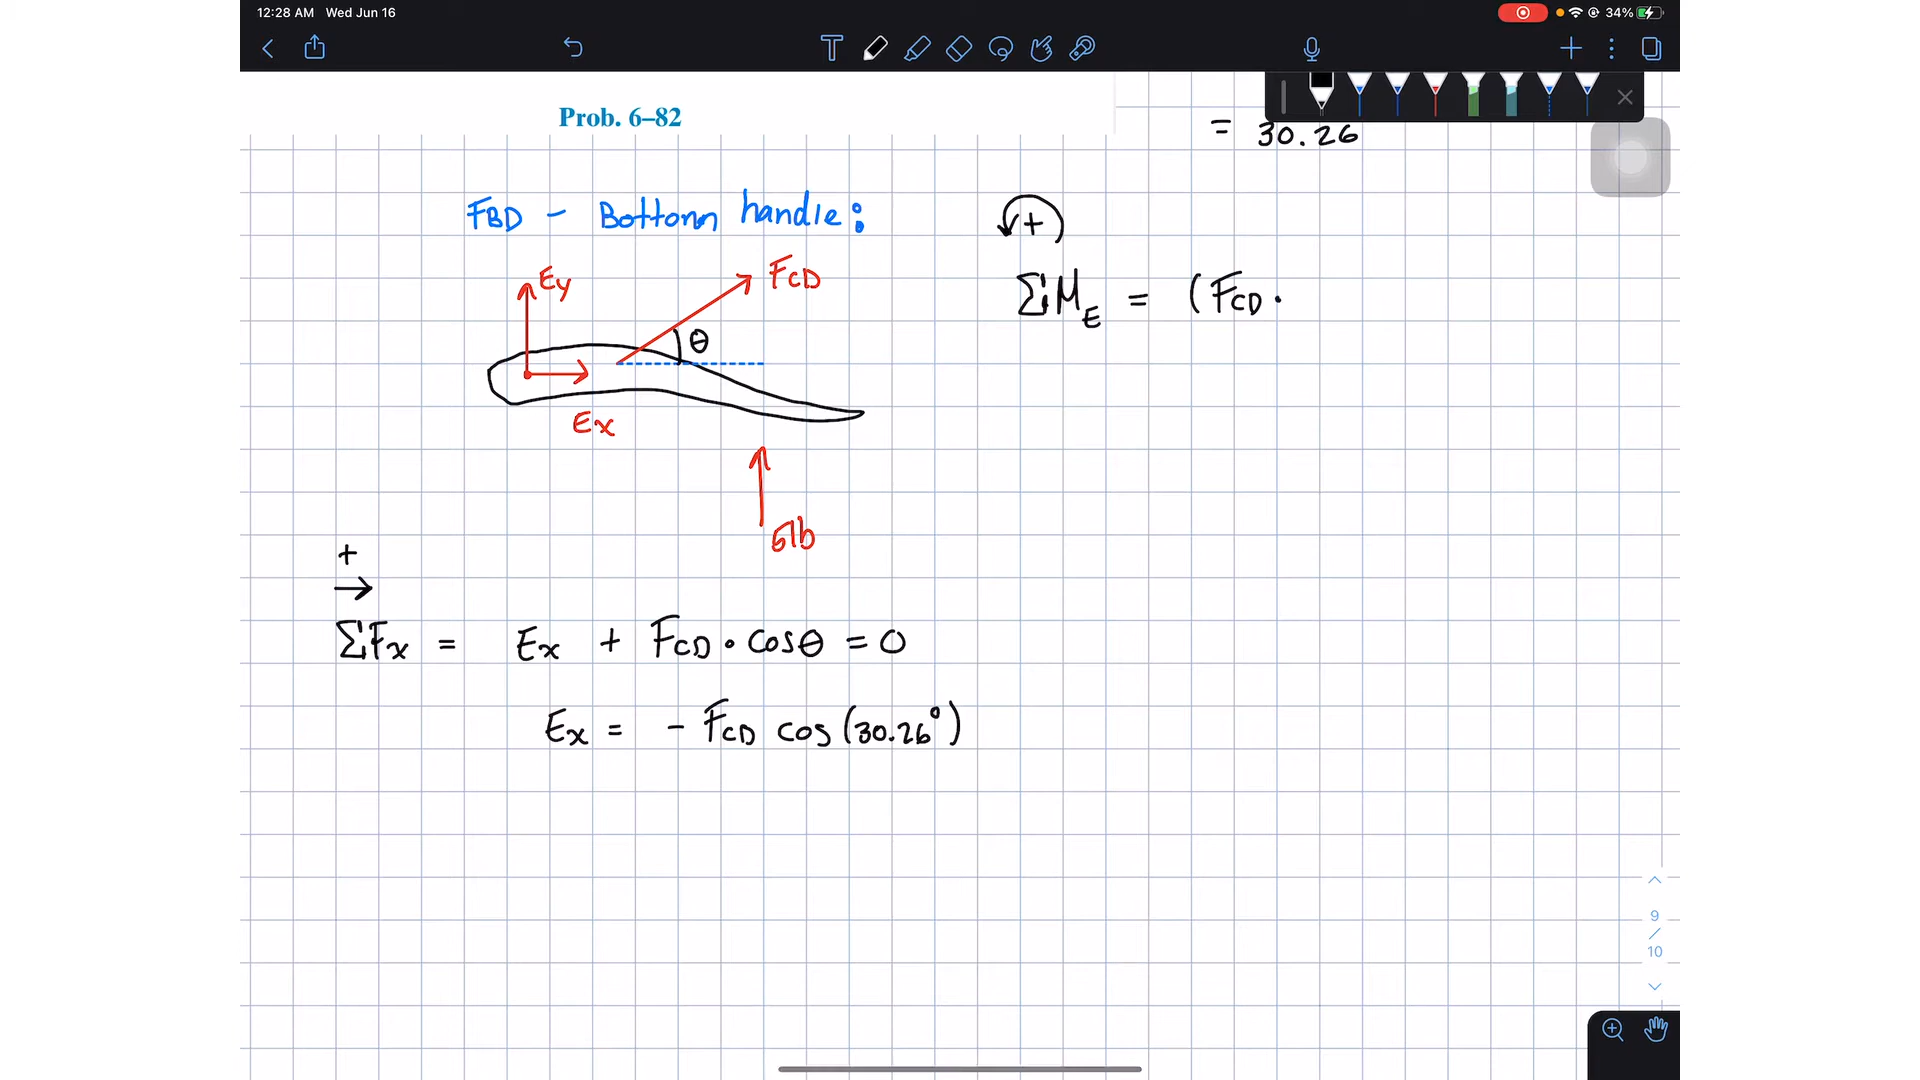 12:28 AM Wed Jun 16
34%
Prob. 6–82
= 30.26
FBD - Bottom handle:
+
Ey
FCD
ΣM_E = (FCD ·
θ
Ex
5lb
+
→
ΣFx = Ex + FCD · cosθ = 0
Ex = - FCD cos(30.26°)
9
/
10